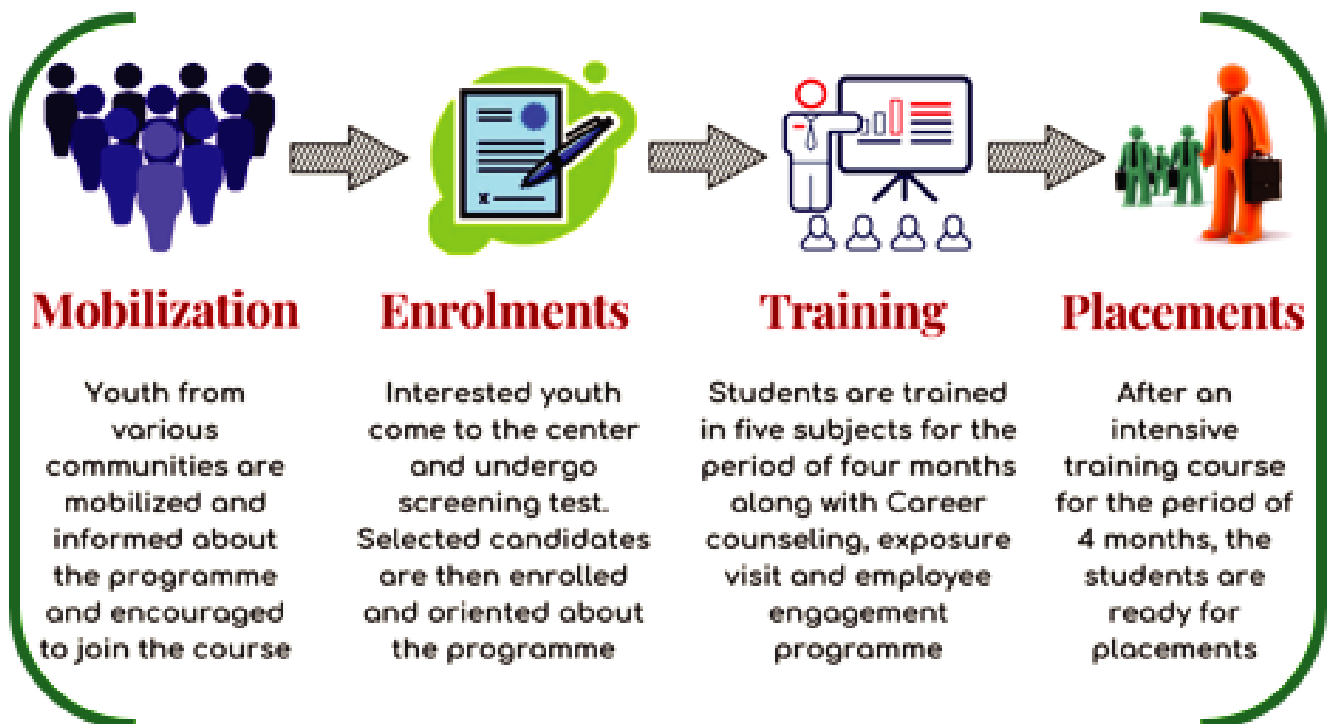 Mobilization
Youth from
various
communities are
mobilized and
informed about
the programme
and encouraged
to join the course
Enrolments
Interested youth
come to the center
and undergo
screening test.
Selected candidates
are then enrolled
and oriented about
the programme
Training
Students are trained
in five subjects for the
period of four months
along with Career
counseling, exposure
visit and employee
engagement
programme
Placements
After an
intensive
training course
for the period of
4 months, the
students are
ready for
placements